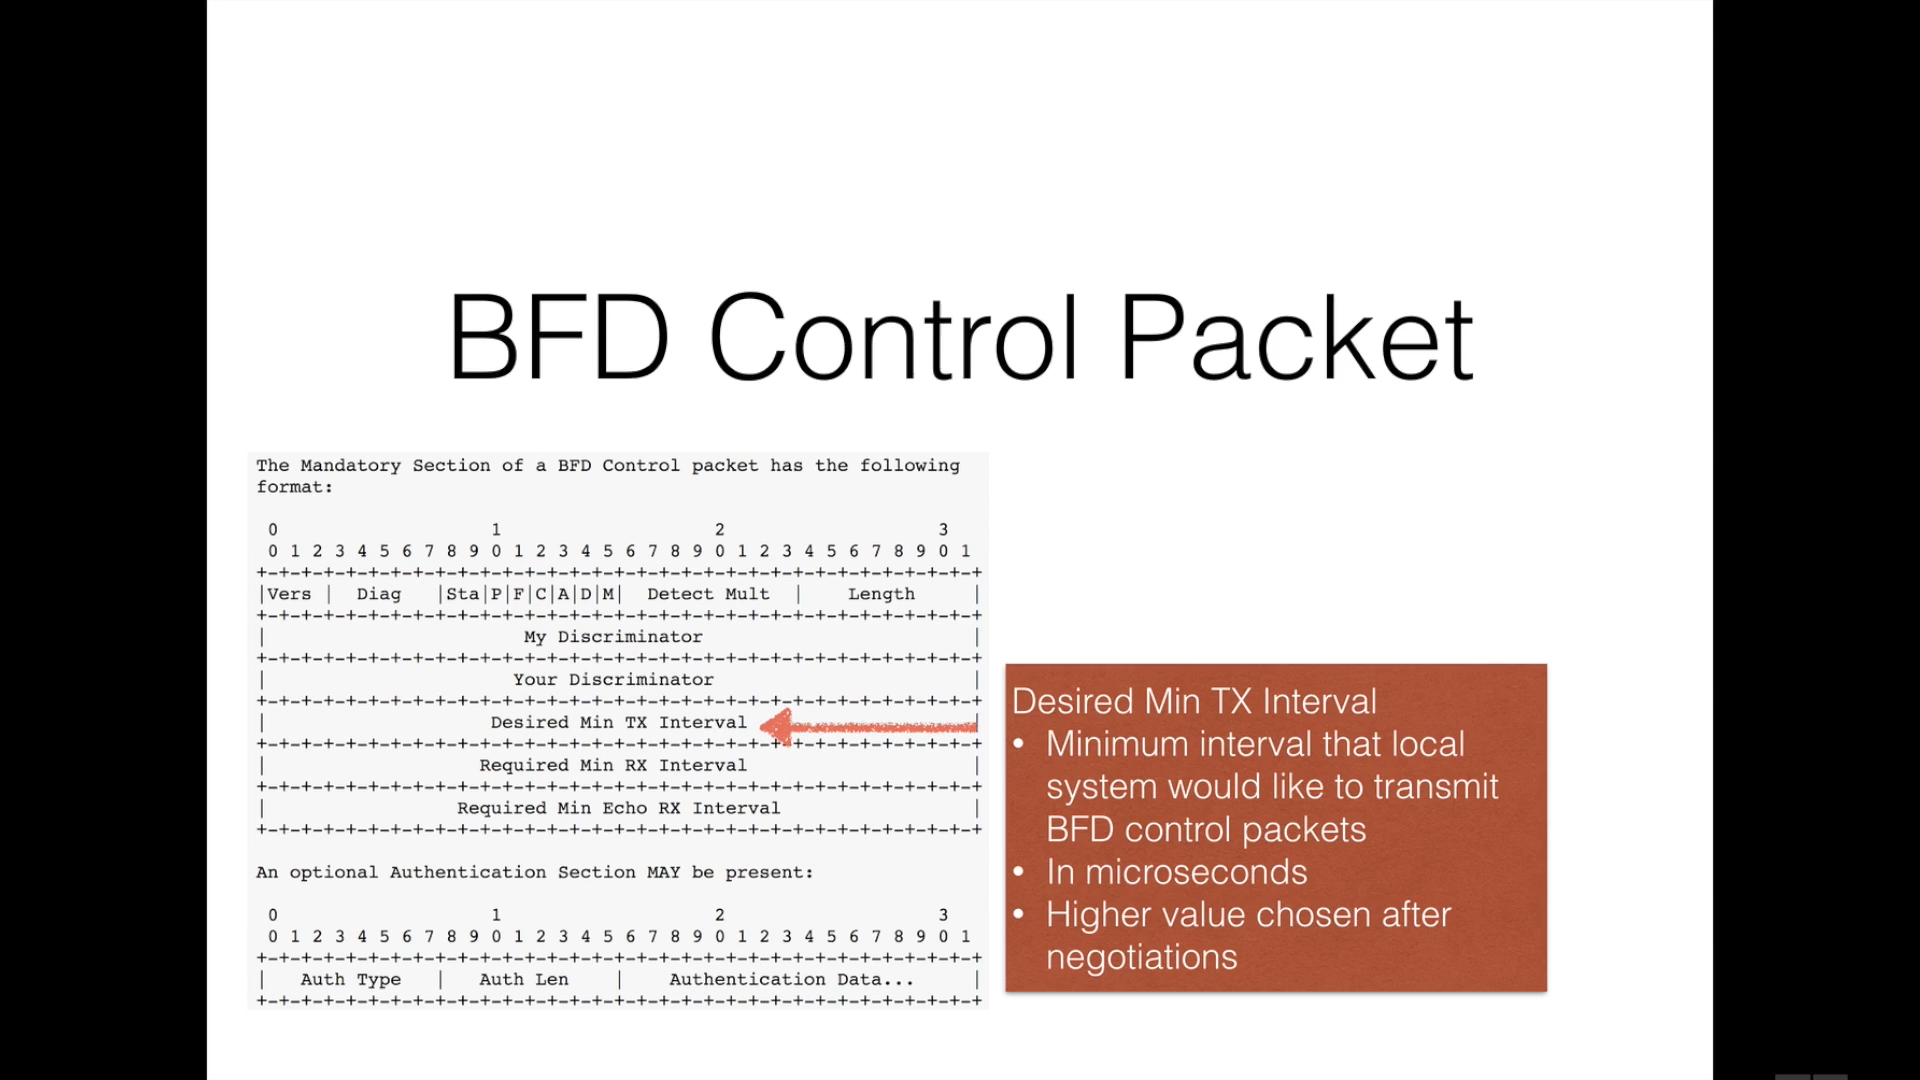 BFD Control Packet
The Mandatory Section of a BFD Control packet has the following
format:
 0                   1                   2                   3
 0 1 2 3 4 5 6 7 8 9 0 1 2 3 4 5 6 7 8 9 0 1 2 3 4 5 6 7 8 9 0 1
+-+-+-+-+-+-+-+-+-+-+-+-+-+-+-+-+-+-+-+-+-+-+-+-+-+-+-+-+-+-+-+-+
|Vers |  Diag   |Sta|P|F|C|A|D|M|  Detect Mult  |    Length     |
+-+-+-+-+-+-+-+-+-+-+-+-+-+-+-+-+-+-+-+-+-+-+-+-+-+-+-+-+-+-+-+-+
|                       My Discriminator                        |
+-+-+-+-+-+-+-+-+-+-+-+-+-+-+-+-+-+-+-+-+-+-+-+-+-+-+-+-+-+-+-+-+
|                      Your Discriminator                       |
+-+-+-+-+-+-+-+-+-+-+-+-+-+-+-+-+-+-+-+-+-+-+-+-+-+-+-+-+-+-+-+-+
|                    Desired Min TX Interval                    |
+-+-+-+-+-+-+-+-+-+-+-+-+-+-+-+-+-+-+-+-+-+-+-+-+-+-+-+-+-+-+-+-+
|                   Required Min RX Interval                    |
+-+-+-+-+-+-+-+-+-+-+-+-+-+-+-+-+-+-+-+-+-+-+-+-+-+-+-+-+-+-+-+-+
|                 Required Min Echo RX Interval                 |
+-+-+-+-+-+-+-+-+-+-+-+-+-+-+-+-+-+-+-+-+-+-+-+-+-+-+-+-+-+-+-+-+
An optional Authentication Section MAY be present:
 0                   1                   2                   3
 0 1 2 3 4 5 6 7 8 9 0 1 2 3 4 5 6 7 8 9 0 1 2 3 4 5 6 7 8 9 0 1
+-+-+-+-+-+-+-+-+-+-+-+-+-+-+-+-+-+-+-+-+-+-+-+-+-+-+-+-+-+-+-+-+
|   Auth Type   |   Auth Len    |    Authentication Data...     |
+-+-+-+-+-+-+-+-+-+-+-+-+-+-+-+-+-+-+-+-+-+-+-+-+-+-+-+-+-+-+-+-+
Desired Min TX Interval
• Minimum interval that local
system would like to transmit
BFD control packets
• In microseconds
• Higher value chosen after
negotiations